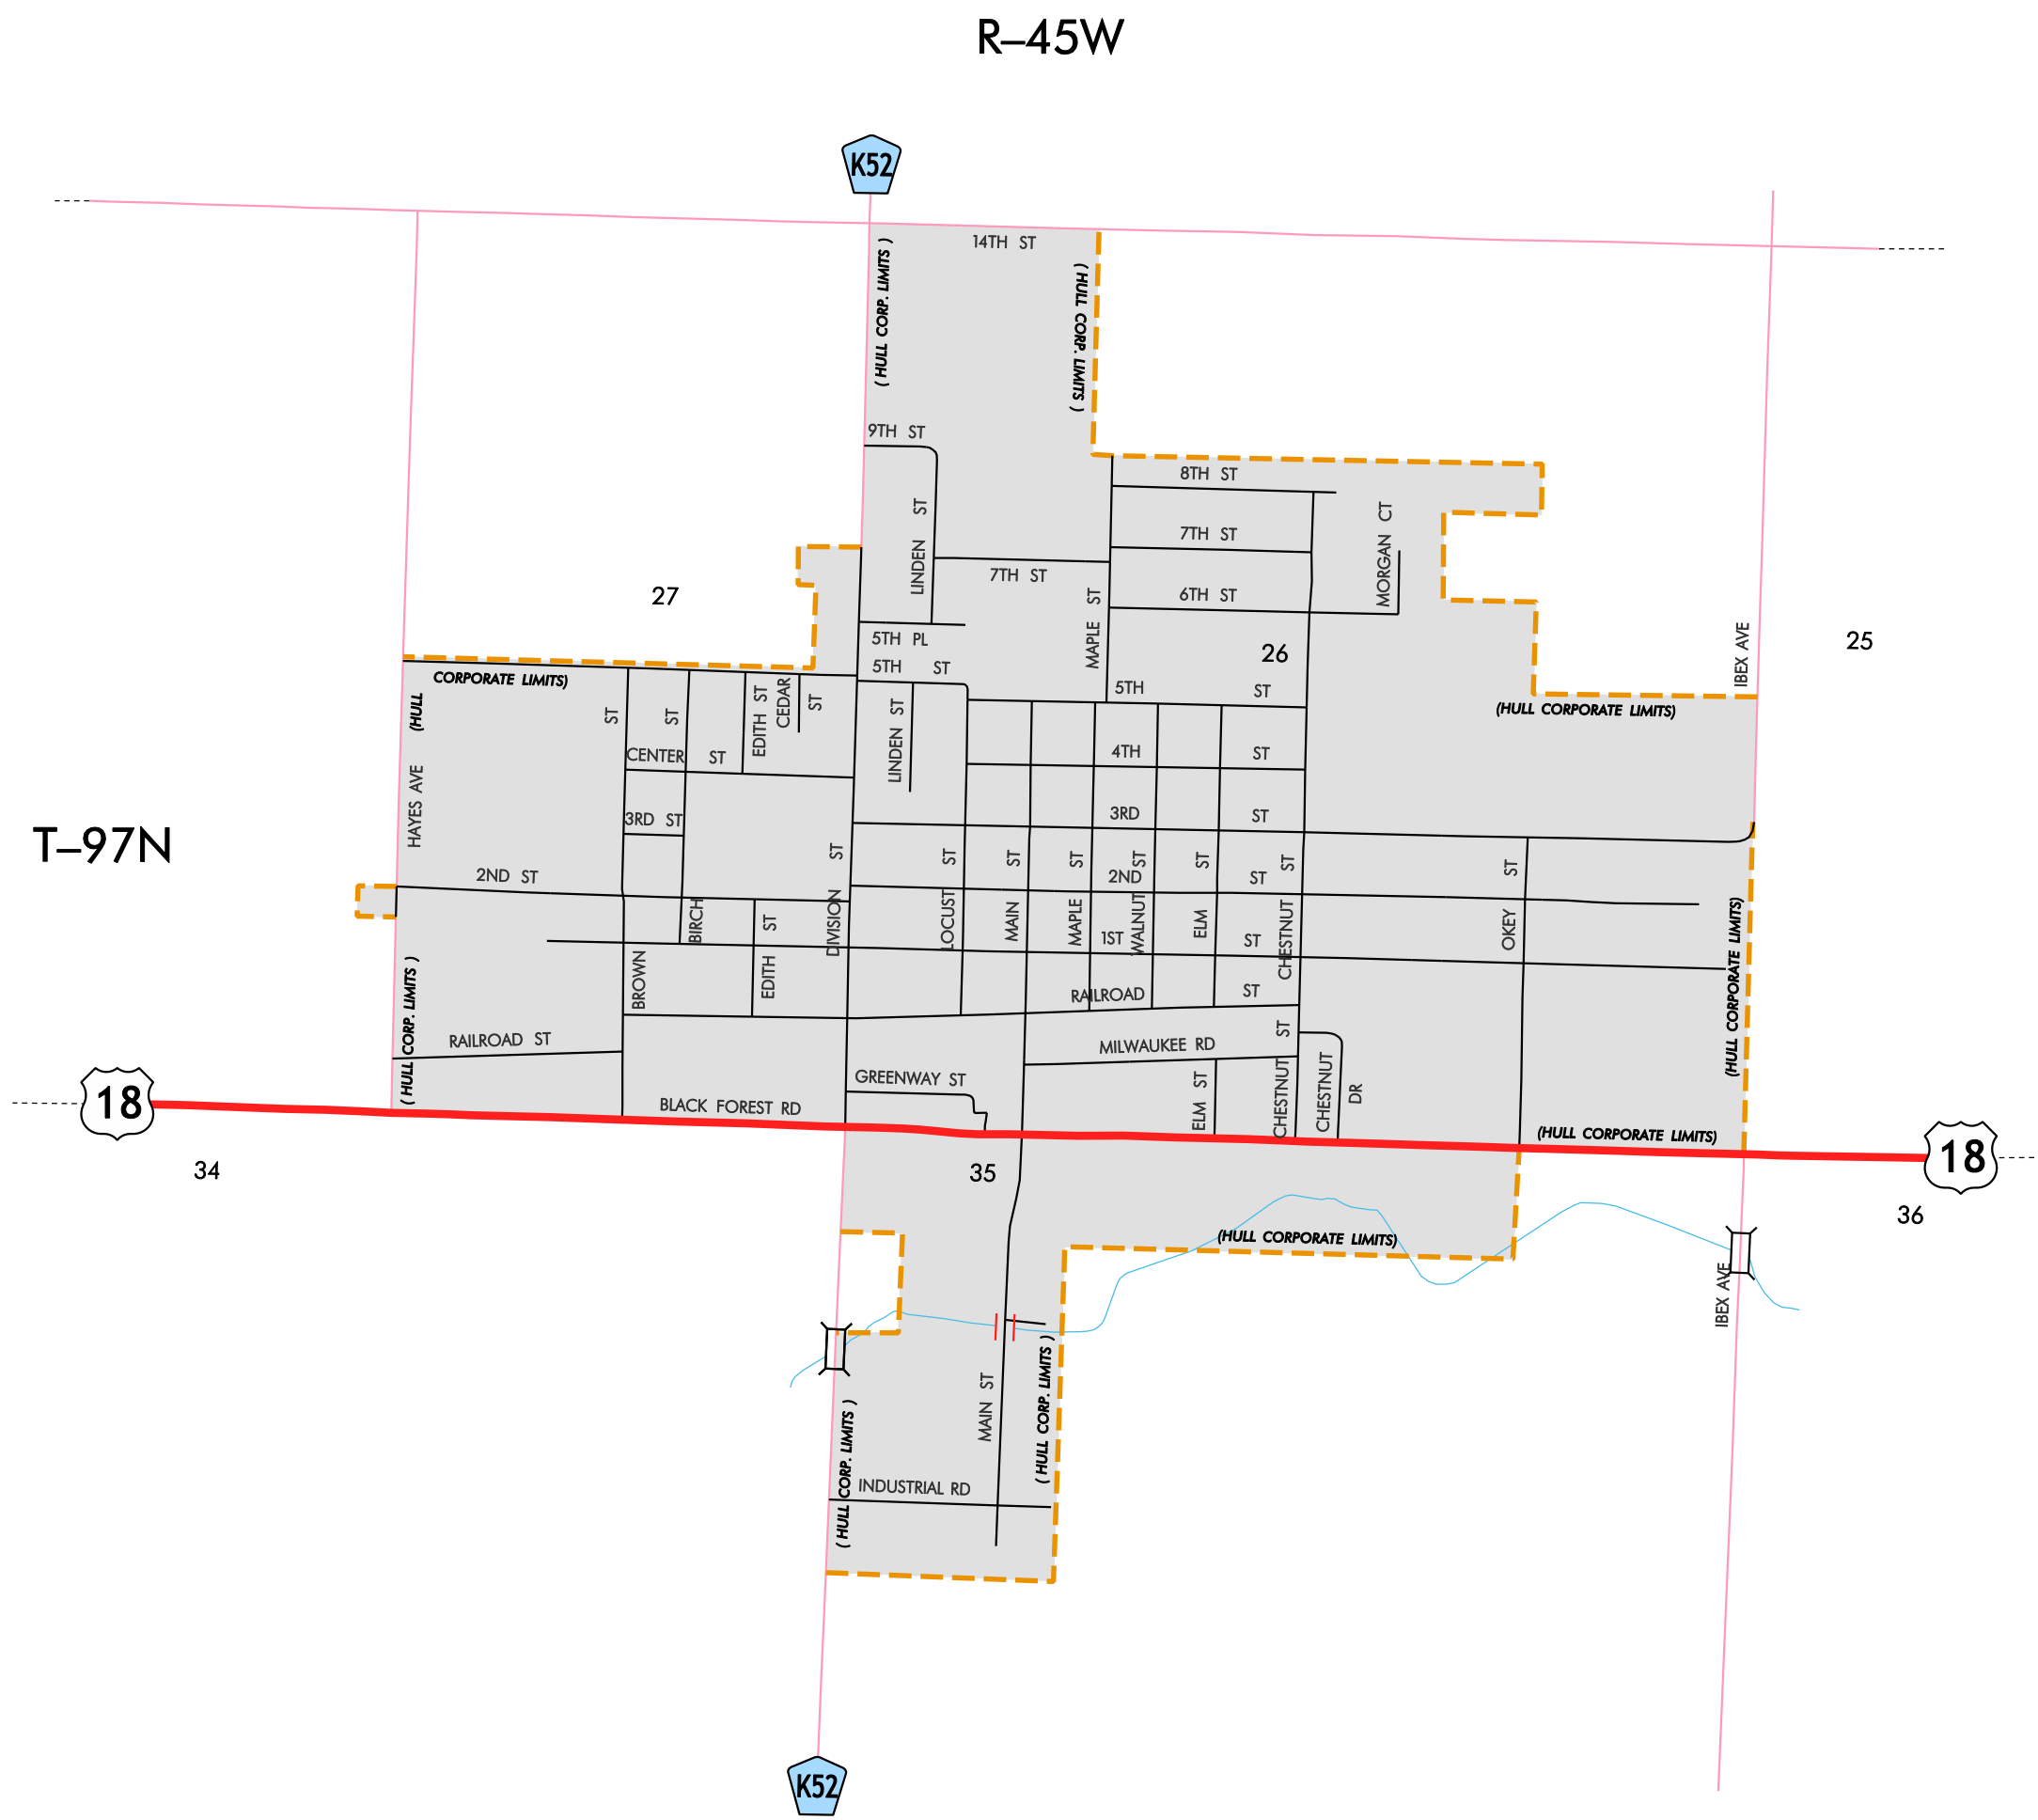 R–45W
K52
14TH ST
( HULL CORP. LIMITS )
( HULL CORP. LIMITS )
9TH ST
8TH ST
LINDEN ST
7TH ST
MORGAN CT
7TH ST
27
6TH ST
MAPLE ST
5TH PL
26
25
IBEX AVE
5TH ST
(HULL CORPORATE LIMITS)
5TH ST
(HULL CORPORATE LIMITS)
EDITH ST
CEDAR ST
LINDEN ST
CENTER ST
4TH ST
HAYES AVE
3RD ST
3RD ST
T–97N
2ND ST
2ND ST
BROWN ST
BIRCH ST
EDITH ST
DIVISION ST
LOCUST ST
MAIN ST
MAPLE ST
WALNUT ST
ELM ST
CHESTNUT ST
OKEY ST
1ST ST
(HULL CORPORATE LIMITS)
( HULL CORP. LIMITS )
RAILROAD ST
RAILROAD ST
MILWAUKEE RD
GREENWAY ST
BLACK FOREST RD
ELM ST
CHESTNUT ST
CHESTNUT DR
18
(HULL CORPORATE LIMITS)
18
34
35
36
(HULL CORPORATE LIMITS)
IBEX AVE
MAIN ST
( HULL CORP. LIMITS )
( HULL CORP. LIMITS )
INDUSTRIAL RD
K52